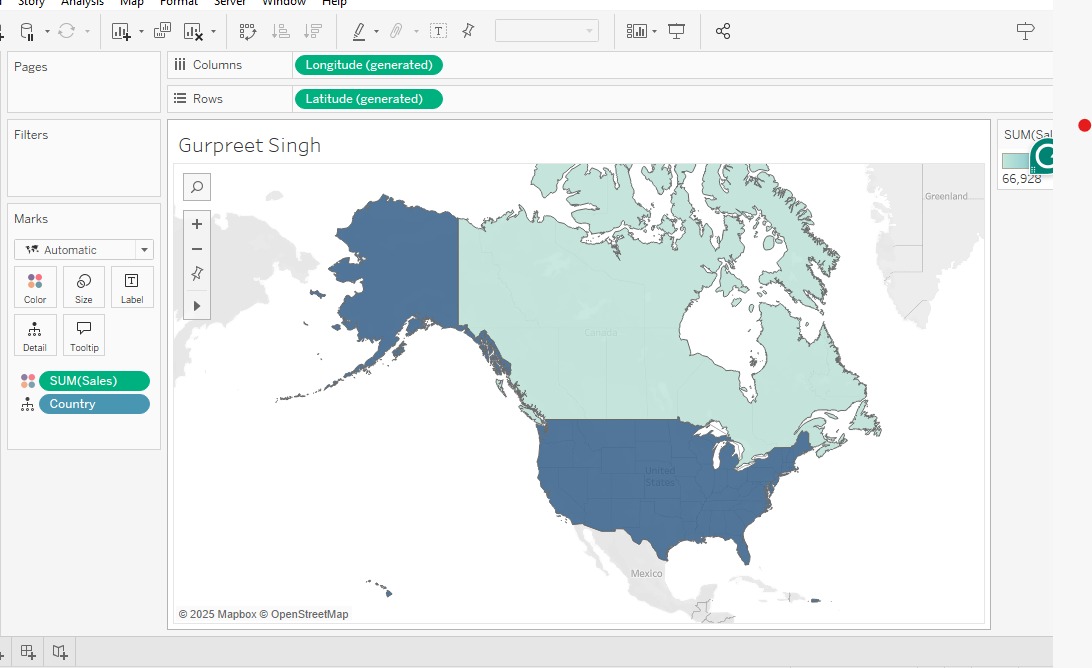 Story Analysis Map Format Server Window Help
Pages
Columns Longitude (generated)
Rows Latitude (generated)
Filters
Gurpreet Singh
SUM(Sal
66,928
Marks
Automatic
Color Size Label
Detail Tooltip
SUM(Sales)
Country
Greenland
Canada
United
States
Mexico
© 2025 Mapbox © OpenStreetMap